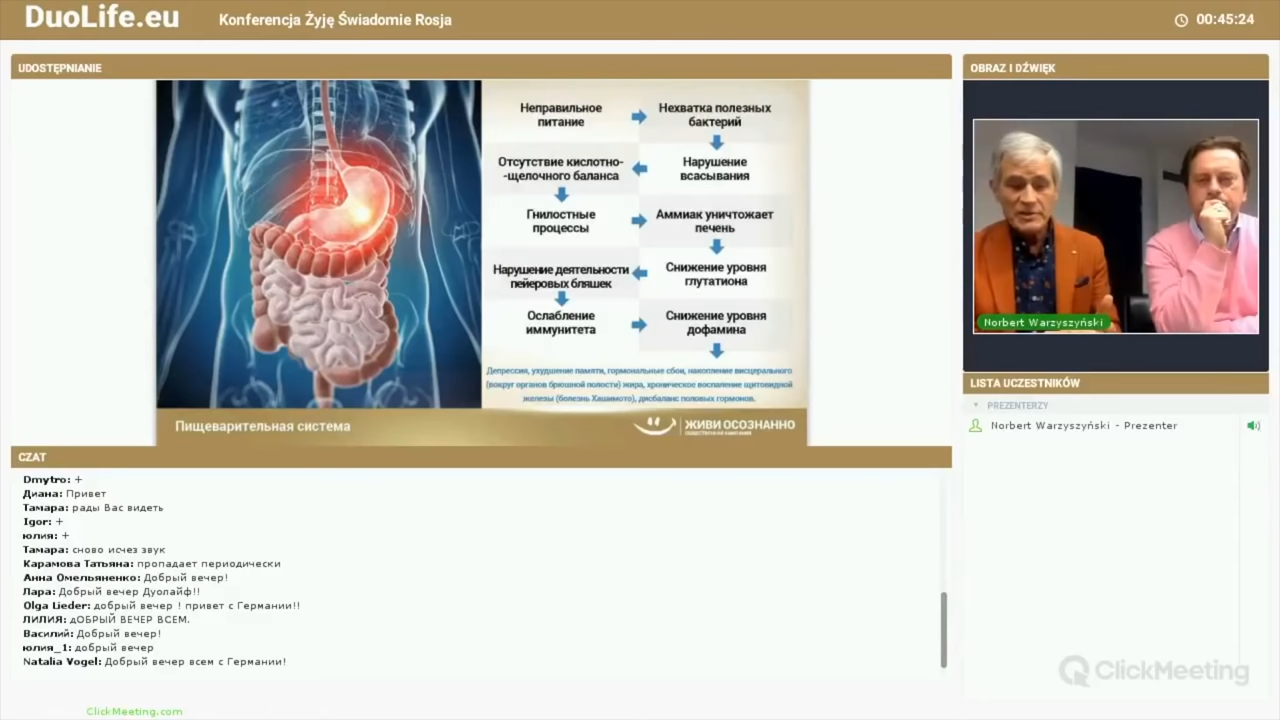 DuoLife.eu
Konferencja Żyję Świadomie Rosja
00:45:24
UDOSTĘPNIANIE
Неправильное
питание
Нехватка полезных
бактерий
Отсутствие кислотно-
-щелочного баланса
Нарушение
всасывания
Гнилостные
процессы
Аммиак уничтожает
печень
Нарушение деятельности
пейеровых бляшек
Снижение уровня
глутатиона
Ослабление
иммунитета
Снижение уровня
дофамина
Депрессия, ухудшение памяти, гормональные сбои, накопление висцерального
(вокруг органов брюшной полости) жира, хроническое воспаление щитовидной
железы (болезнь Хашимото), дисбаланс половых гормонов.
Пищеварительная система
ЖИВИ ОСОЗНАННО
OBRAZ I DŹWIĘK
Norbert Warzyszyński
LISTA UCZESTNIKÓW
PREZENTERZY
Norbert Warzyszyński - Prezenter
CZAT
Dmytro: +
Диана: Привет
Тамара: рады Вас видеть
Igor: +
юлия: +
Тамара: сново исчез звук
Карамова Татьяна: пропадает периодически
Анна Омельяненко: Добрый вечер!
Лара: Добрый вечер Дуолайф!!
Olga Lieder: добрый вечер ! привет с Германии!!
ЛИЛИЯ: дОБРЫЙ ВЕЧЕР ВСЕМ.
Василий: Добрый вечер!
юлия_1: добрый вечер
Natalia Vogel: Добрый вечер всем с Германии!
ClickMeeting
ClickMeeting.com